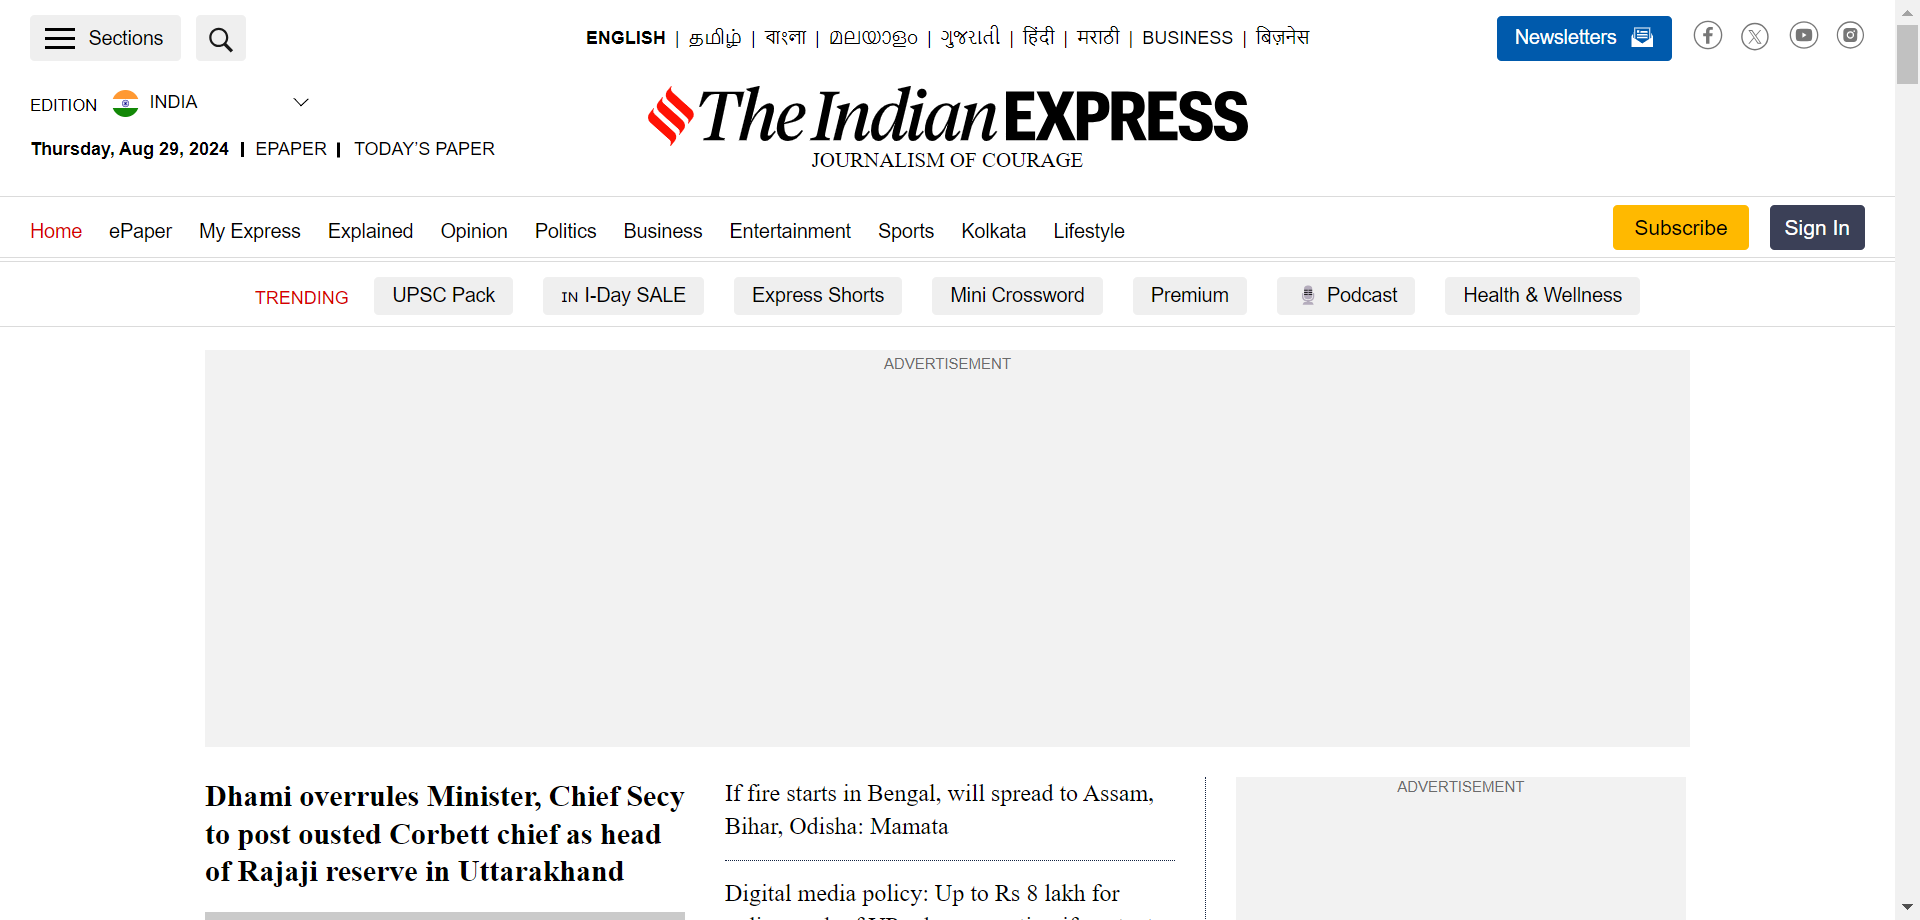 Sections
ENGLISH | தமிழ் | বাংলা | മലയാളം | ગુજરાતી | हिंदी | मराठी | BUSINESS | बिज़नेस
Newsletters
EDITION INDIA
The Indian EXPRESS
JOURNALISM OF COURAGE
Thursday, Aug 29, 2024 | EPAPER | TODAY'S PAPER
Home ePaper My Express Explained Opinion Politics Business Entertainment Sports Kolkata Lifestyle
Subscribe Sign In
TRENDING UPSC Pack IN I-Day SALE Express Shorts Mini Crossword Premium Podcast Health & Wellness
ADVERTISEMENT
Dhami overrules Minister, Chief Secy
to post ousted Corbett chief as head
of Rajaji reserve in Uttarakhand
If fire starts in Bengal, will spread to Assam,
Bihar, Odisha: Mamata
Digital media policy: Up to Rs 8 lakh for
ADVERTISEMENT